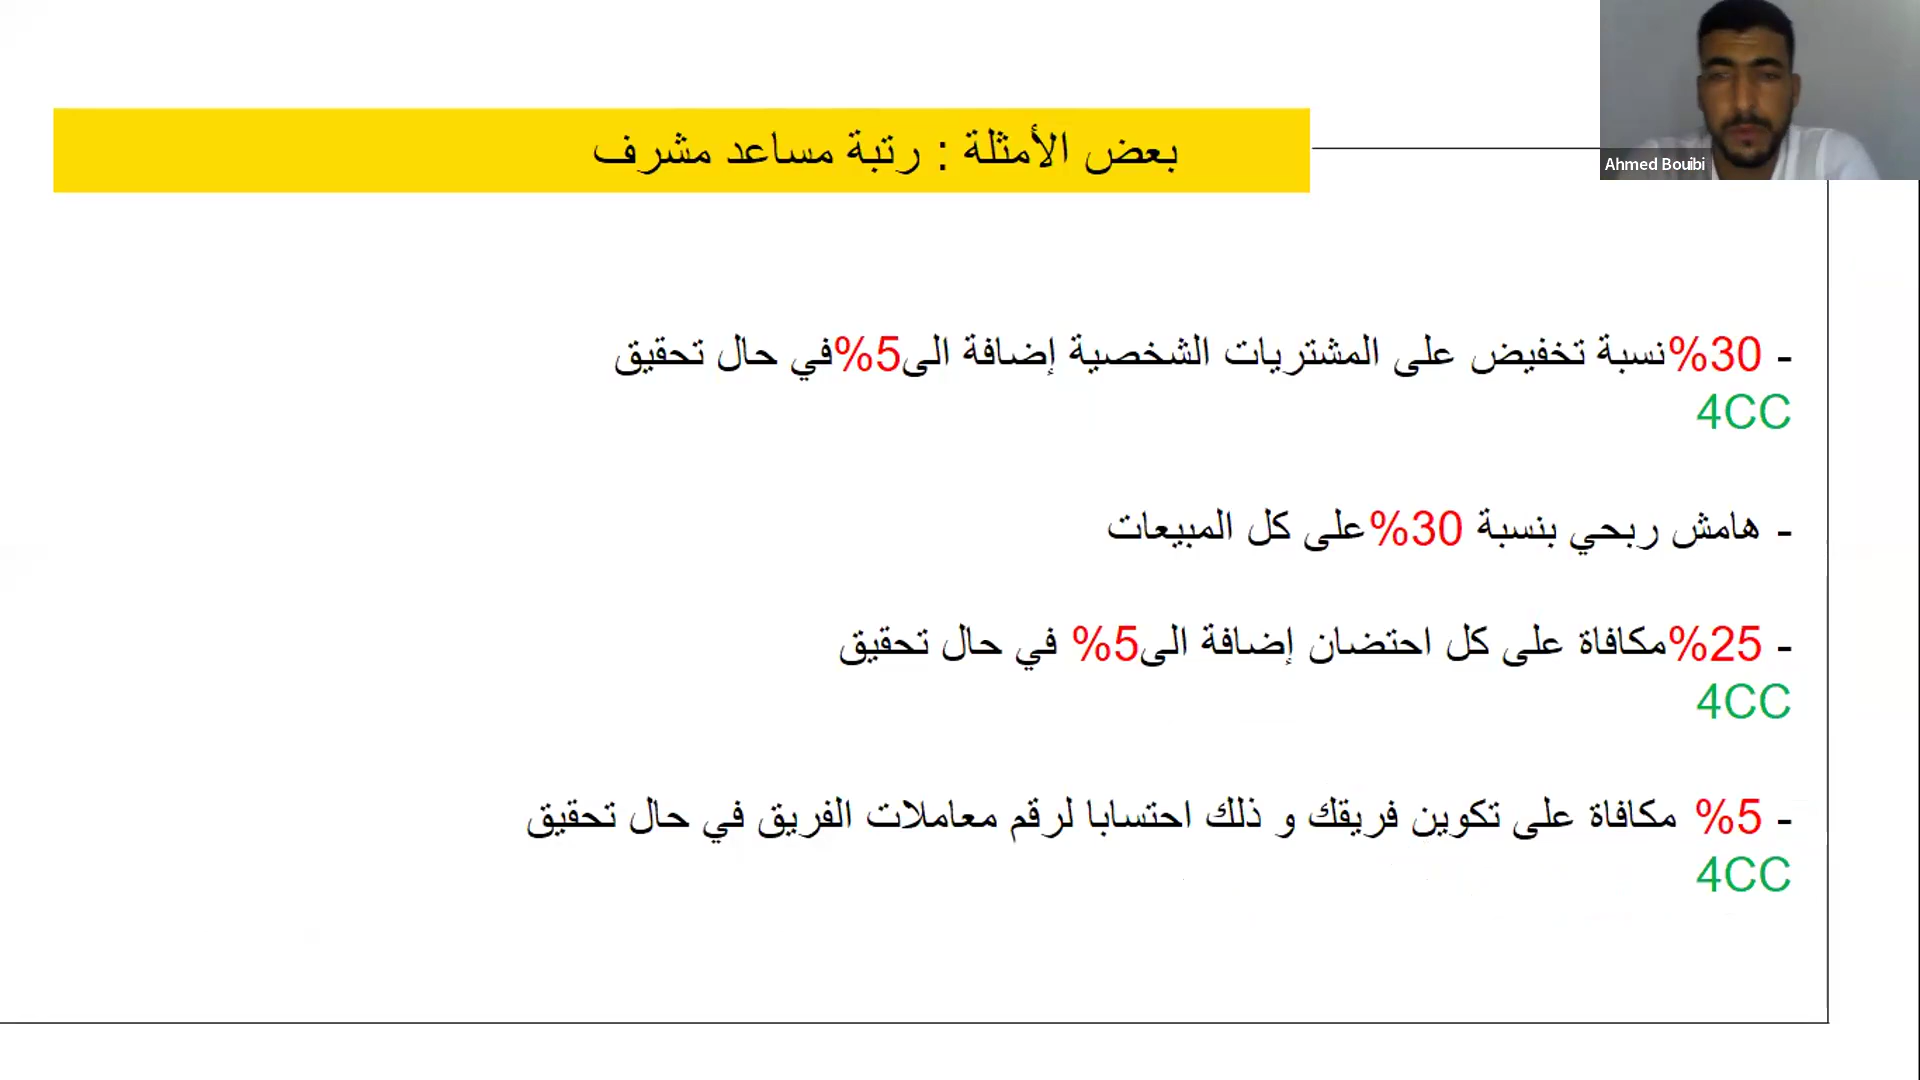 Ahmed Bouibi
بعض الأمثلة : رتبة مساعد مشرف
- 30%نسبة تخفيض على المشتريات الشخصية إضافة الى5%في حال تحقيق
4CC
- هامش ربحي بنسبة 30%على كل المبيعات
- 25%مكافاة على كل احتضان إضافة الى5% في حال تحقيق
4CC
- 5% مكافاة على تكوين فريقك و ذلك احتسابا لرقم معاملات الفريق في حال تحقيق
4CC